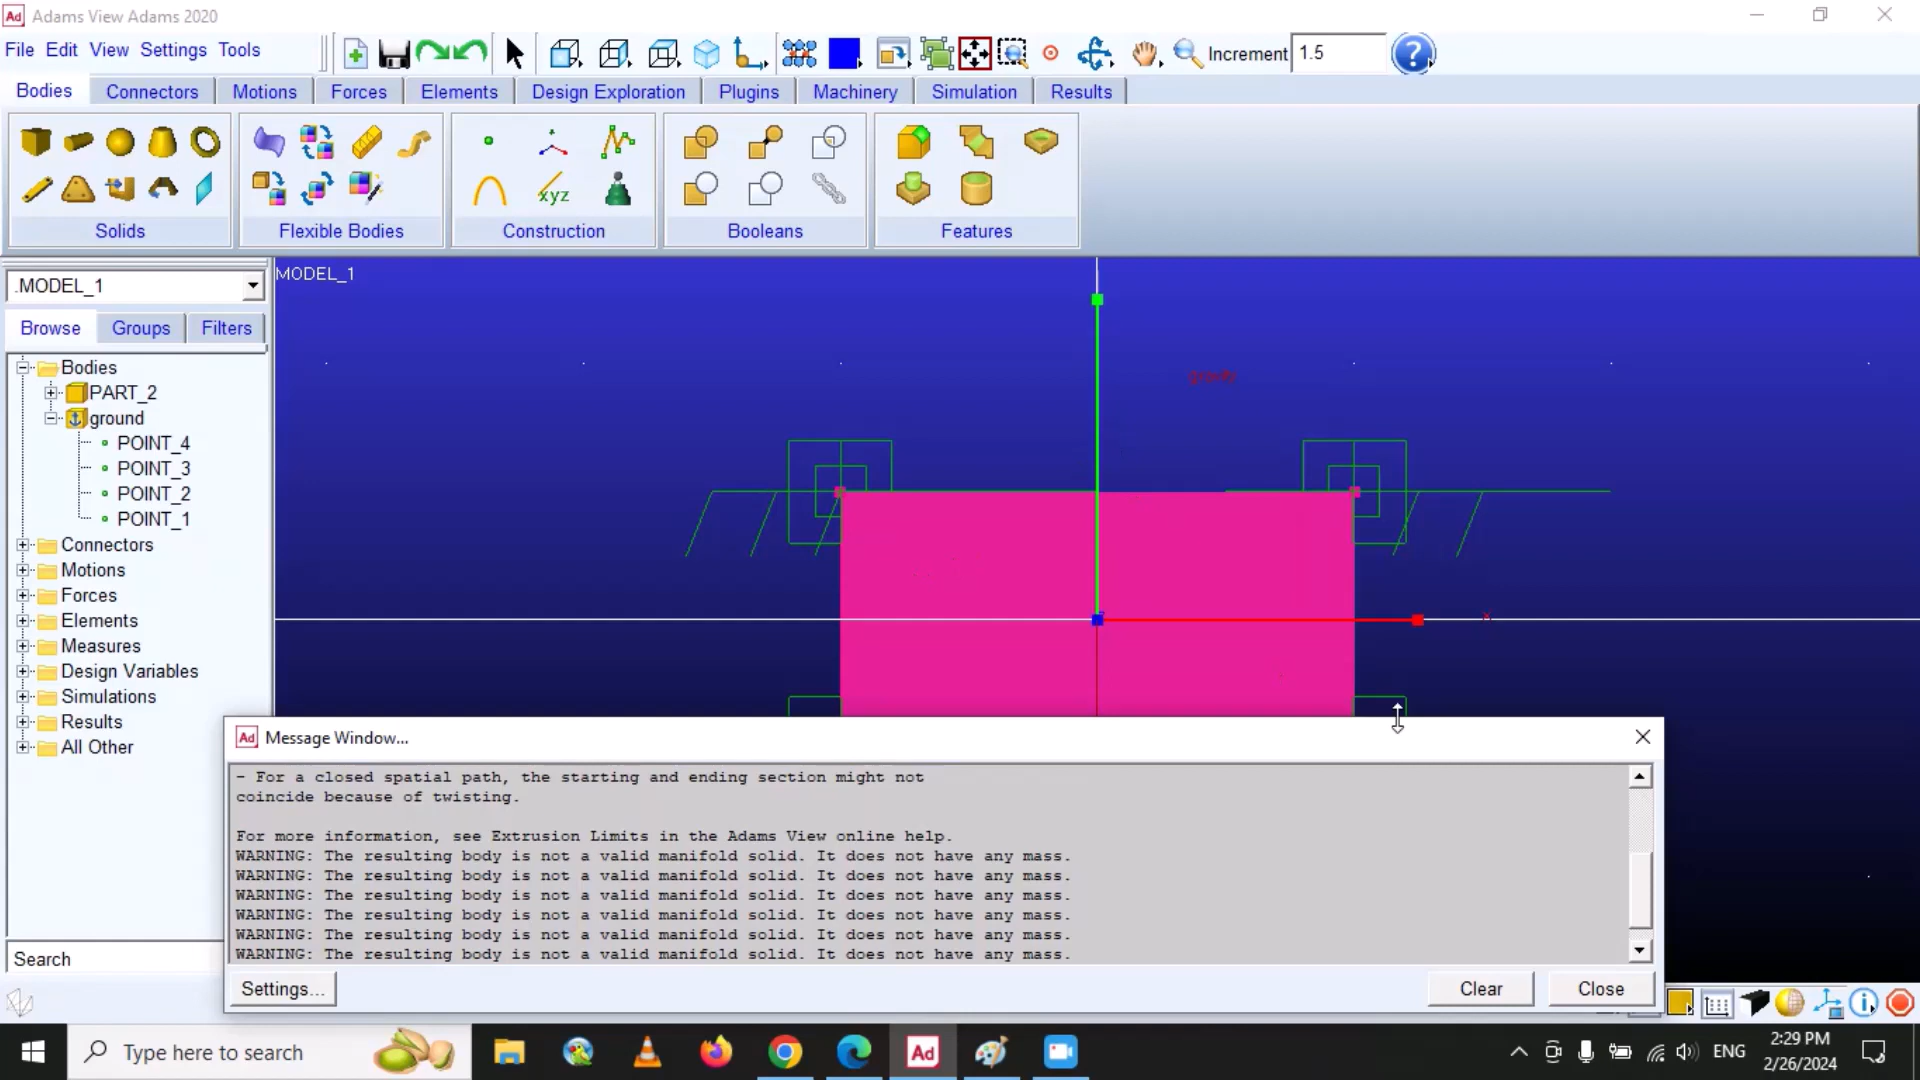 Ad Adams View Adams 2020
File Edit View Settings Tools
Increment 1.5 ?
Bodies Connectors Motions Forces Elements Design Exploration Plugins Machinery Simulation Results
xyz
Solids Flexible Bodies Construction Booleans Features
.MODEL_1
MODEL_1
Browse Groups Filters
Bodies
PART_2
gravity
ground
POINT_4
POINT_3
POINT_2
POINT_1
Connectors
Motions
Forces
Elements
x
Measures
Design Variables
Simulations
Results
All Other
Ad Message Window...
- For a closed spatial path, the starting and ending section might not
coincide because of twisting.
For more information, see Extrusion Limits in the Adams View online help.
WARNING: The resulting body is not a valid manifold solid. It does not have any mass.
WARNING: The resulting body is not a valid manifold solid. It does not have any mass.
WARNING: The resulting body is not a valid manifold solid. It does not have any mass.
WARNING: The resulting body is not a valid manifold solid. It does not have any mass.
WARNING: The resulting body is not a valid manifold solid. It does not have any mass.
WARNING: The resulting body is not a valid manifold solid. It does not have any mass.
Search
Settings... Clear Close
Type here to search
Ad
ENG
2:29 PM
2/26/2024